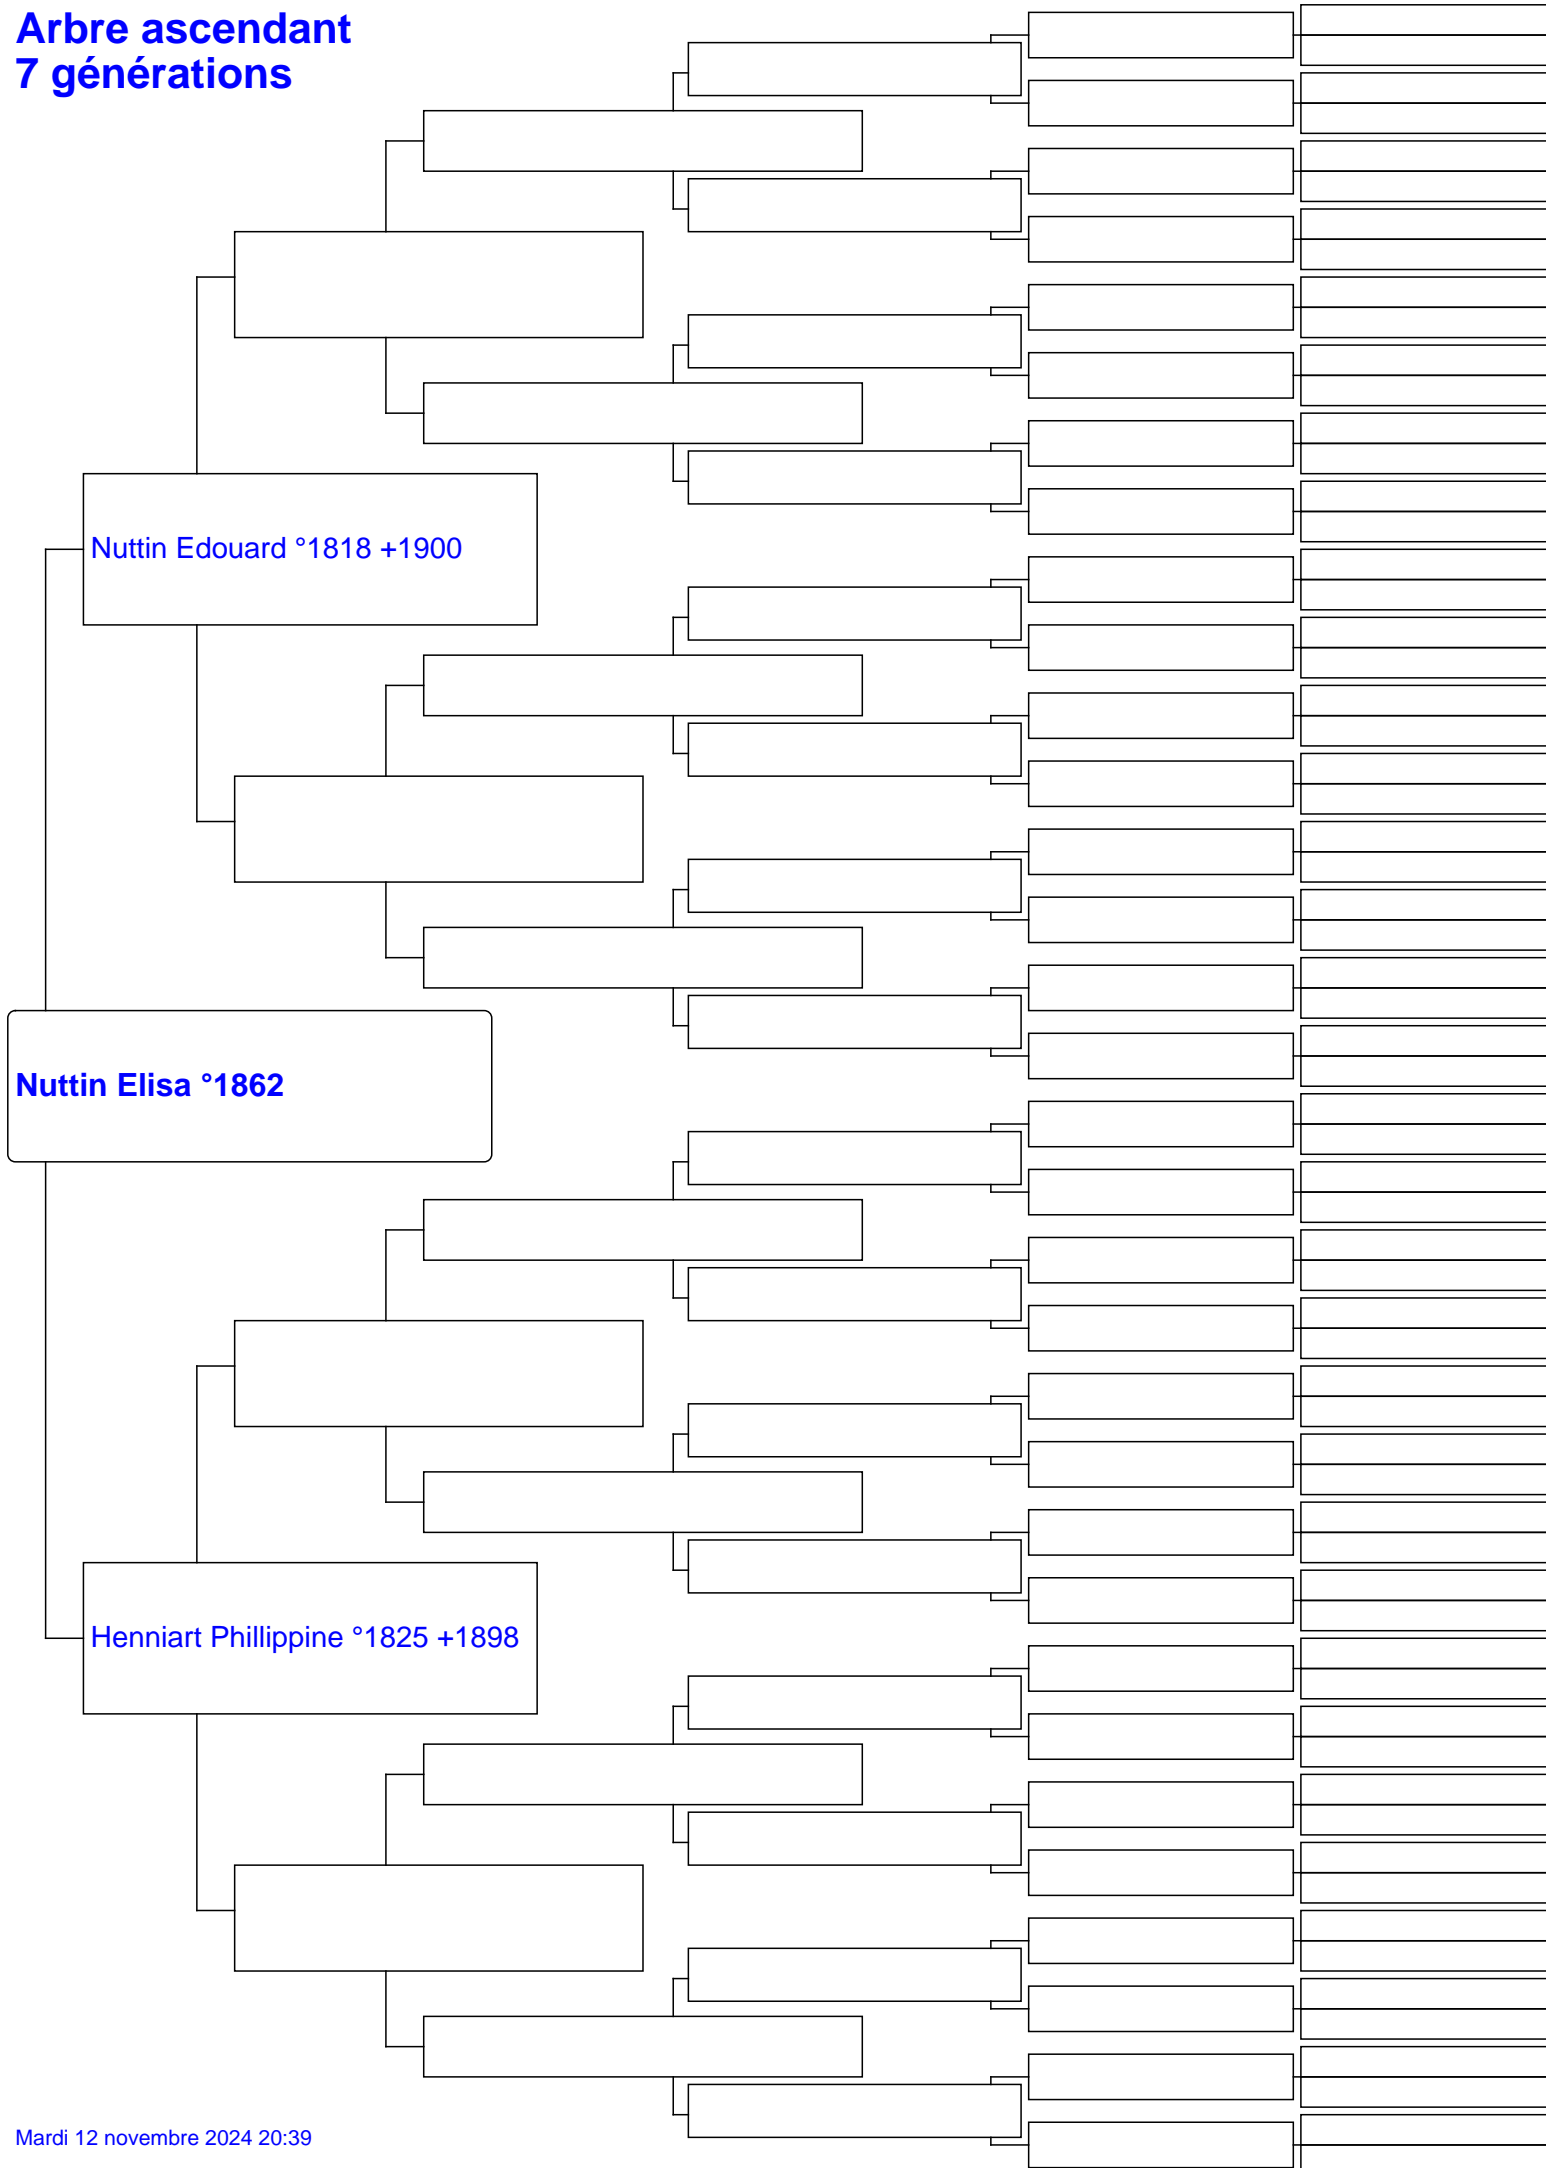 Arbre ascendant
7 générations
Nuttin Edouard °1818 +1900
Nuttin Elisa °1862
Henniart Phillippine °1825 +1898
Mardi 12 novembre 2024 20:39